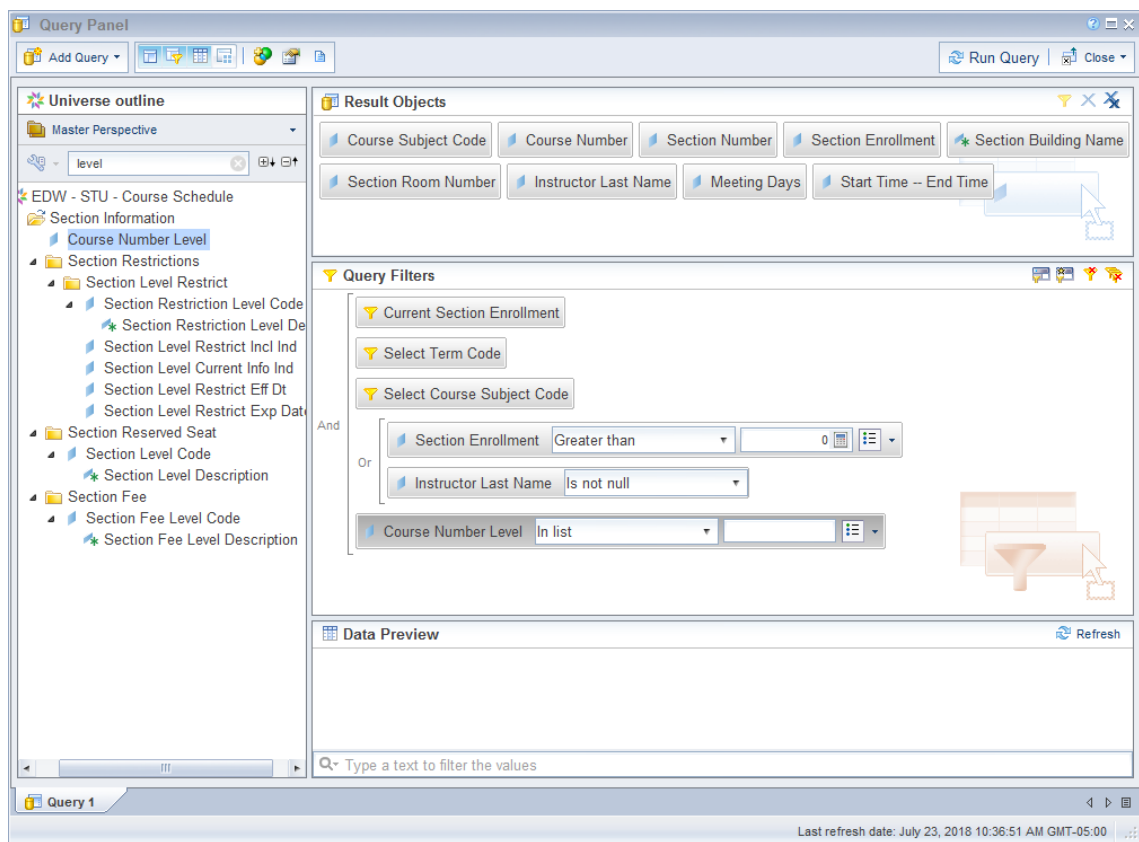 Query Panel
Add Query
Run Query
Close
Universe outline
Master Perspective
level
EDW - STU - Course Schedule
Section Information
Course Number Level
Section Restrictions
Section Level Restrict
Section Restriction Level Code
Section Restriction Level De
Section Level Restrict Incl Ind
Section Level Current Info Ind
Section Level Restrict Eff Dt
Section Level Restrict Exp Dat
Section Reserved Seat
Section Level Code
Section Level Description
Section Fee
Section Fee Level Code
Section Fee Level Description
Result Objects
Course Subject Code Course Number Section Number Section Enrollment Section Building Name
Section Room Number Instructor Last Name Meeting Days Start Time -- End Time
Query Filters
Current Section Enrollment
Select Term Code
Select Course Subject Code
And
Section Enrollment Greater than 0
Or
Instructor Last Name Is not null
Course Number Level In list
Data Preview
Refresh
Type a text to filter the values
Query 1
Last refresh date: July 23, 2018 10:36:51 AM GMT-05:00